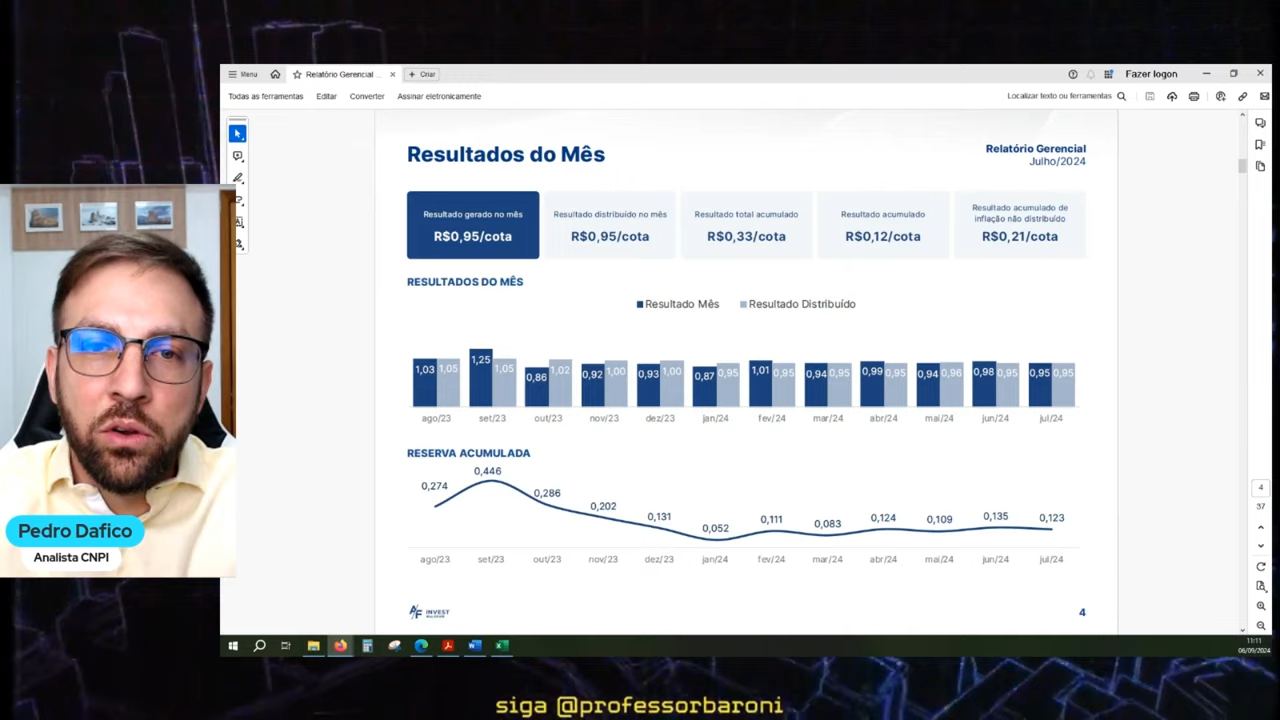 Menu
Relatório Gerencial ...
Criar
Fazer logon
Todas as ferramentas
Editar
Converter
Assinar eletronicamente
Localizar texto ou ferramentas
Resultados do Mês
Relatório Gerencial
Julho/2024
Resultado gerado no mês
R$0,95/cota
Resultado distribuído no mês
R$0,95/cota
Resultado total acumulado
R$0,33/cota
Resultado acumulado
R$0,12/cota
Resultado acumulado de
inflação não distribuído
R$0,21/cota
RESULTADOS DO MÊS
Resultado Mês Resultado Distribuído
1,03 1,05 1,25 1,05 0,86 1,02 0,92 1,00 0,93 1,00 0,87 0,95 1,01 0,95 0,94 0,95 0,99 0,95 0,94 0,96 0,98 0,95 0,95 0,95
ago/23 set/23 out/23 nov/23 dez/23 jan/24 fev/24 mar/24 abr/24 mai/24 jun/24 jul/24
RESERVA ACUMULADA
0,274 0,446 0,286 0,202 0,131 0,052 0,111 0,083 0,124 0,109 0,135 0,123
ago/23 set/23 out/23 nov/23 dez/23 jan/24 fev/24 mar/24 abr/24 mai/24 jun/24 jul/24
4
37
Pedro Dafico
Analista CNPI
AF INVEST
4
11:11
06/09/2024
siga @professorbaroni